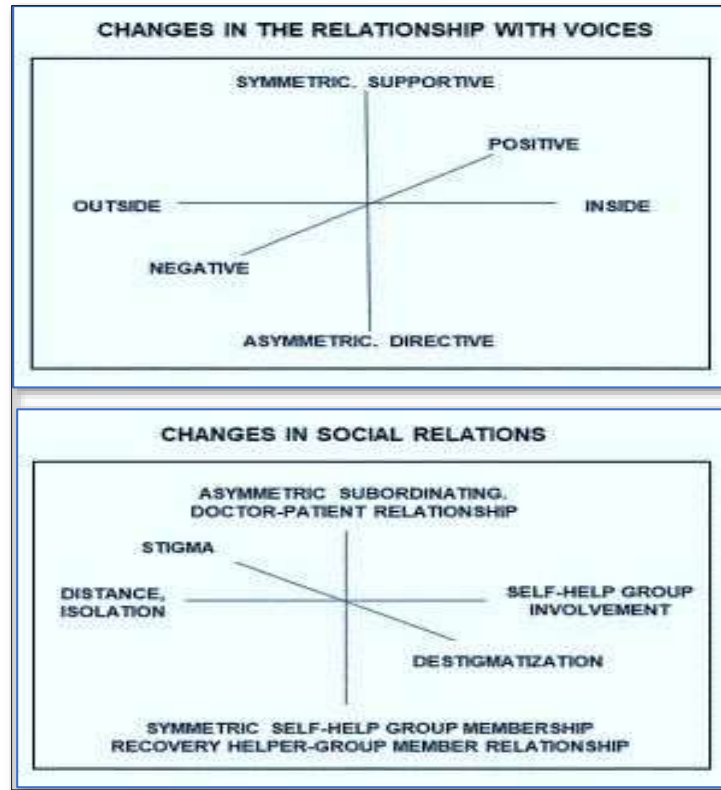 CHANGES IN THE RELATIONSHIP WITH VOICES
SYMMETRIC. SUPPORTIVE
POSITIVE
OUTSIDE
INSIDE
NEGATIVE
ASYMMETRIC. DIRECTIVE
CHANGES IN SOCIAL RELATIONS
ASYMMETRIC SUBORDINATING.
DOCTOR-PATIENT RELATIONSHIP
STIGMA
DISTANCE,
ISOLATION
SELF-HELP GROUP
INVOLVEMENT
DESTIGMATIZATION
SYMMETRIC SELF-HELP GROUP MEMBERSHIP
RECOVERY HELPER-GROUP MEMBER RELATIONSHIP